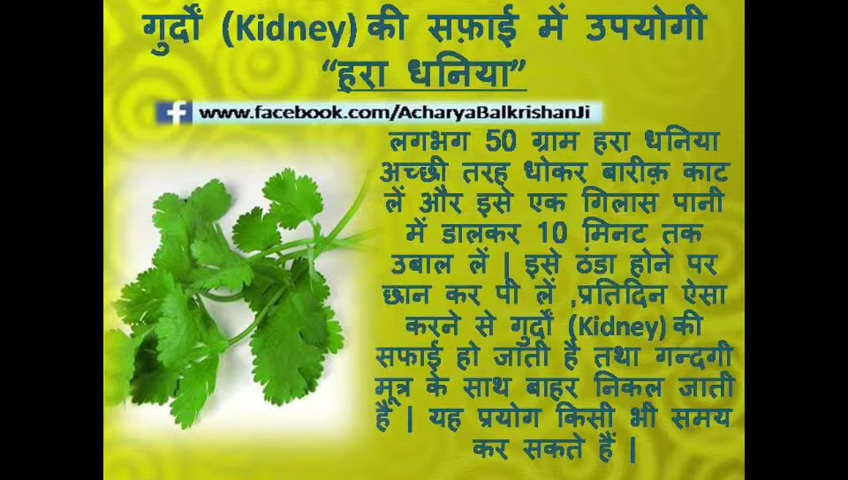 गुर्दों (Kidney) की सफ़ाई में उपयोगी
“हरा धनिया”
www.facebook.com/AcharyaBalkrishanJi
लगभग 50 ग्राम हरा धनिया
अच्छी तरह धोकर बारीक़ काट
लें और इसे एक गिलास पानी
में डालकर 10 मिनट तक
उबाल लें | इसे ठंडा होने पर
छान कर पी लें ,प्रतिदिन ऐसा
करने से गुर्दों (Kidney) की
सफाई हो जाती है तथा गन्दगी
मूत्र के साथ बाहर निकल जाती
है | यह प्रयोग किसी भी समय
कर सकते हैं |